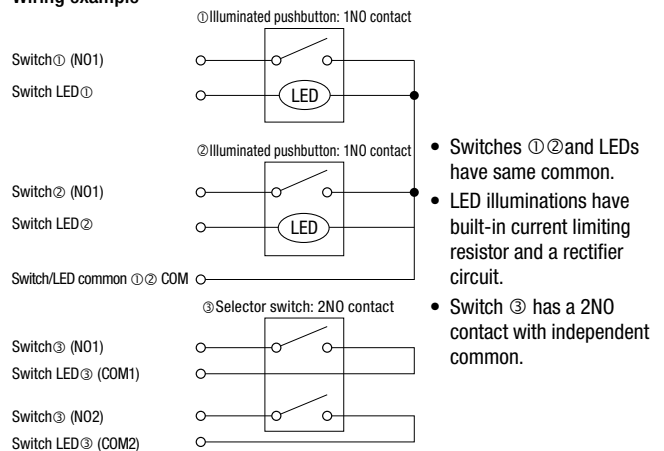 Wiring example
①Illuminated pushbutton: 1NO contact
Switch① (NO1)
Switch LED①
LED
②Illuminated pushbutton: 1NO contact
Switch② (NO1)
Switch LED②
LED
Switch/LED common ①② COM
③Selector switch: 2NO contact
Switch③ (NO1)
Switch LED③ (COM1)
Switch③ (NO2)
Switch LED③ (COM2)
• Switches ①②and LEDs
have same common.
• LED illuminations have
built-in current limiting
resistor and a rectifier
circuit.
• Switch ③ has a 2NO
contact with independent
common.